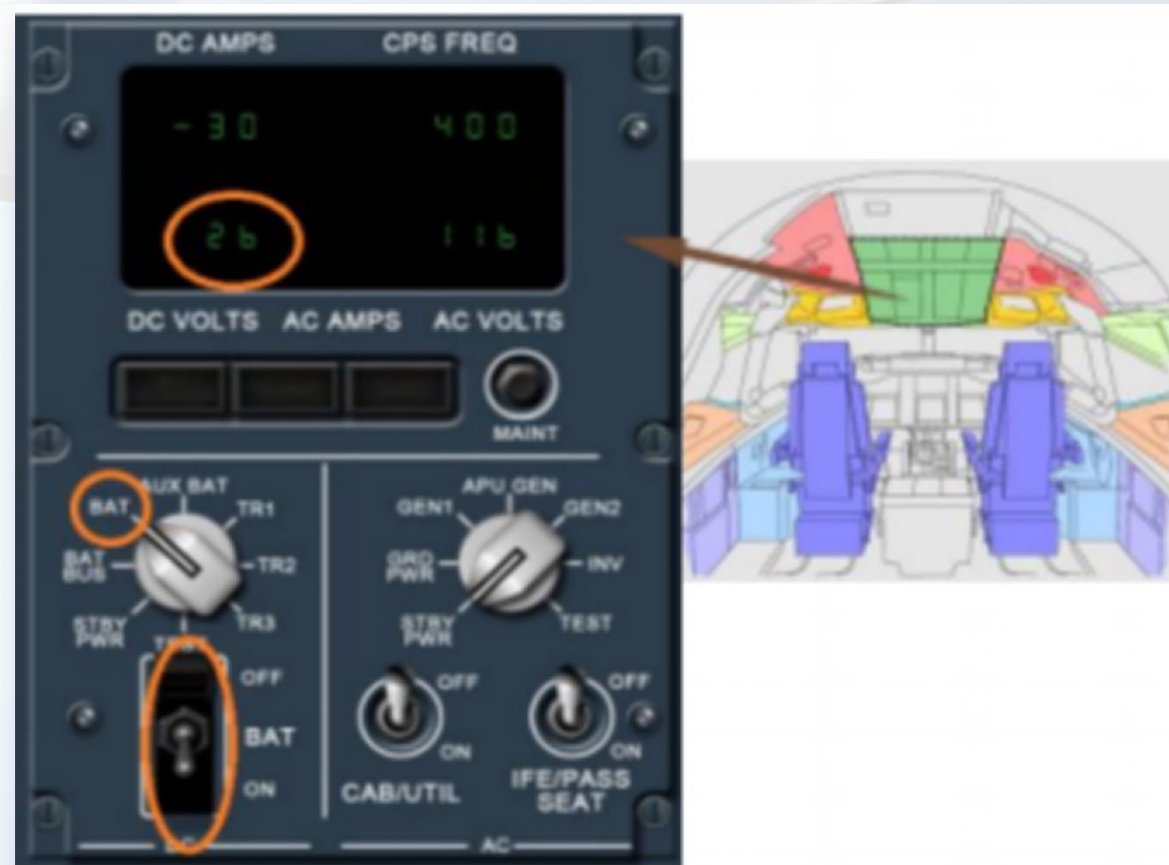 DC AMPS CPS FREQ
-30 400
26 116
DC VOLTS AC AMPS AC VOLTS
MAINT
AUX BAT
BAT TR1
BAT BUS TR2
STBY PWR TR3
TEST
OFF
BAT
ON
DC
APU GEN
GEN1 GEN2
GRD PWR INV
STBY PWR TEST
OFF OFF
ON ON
CAB/UTIL IFE/PASS SEAT
AC